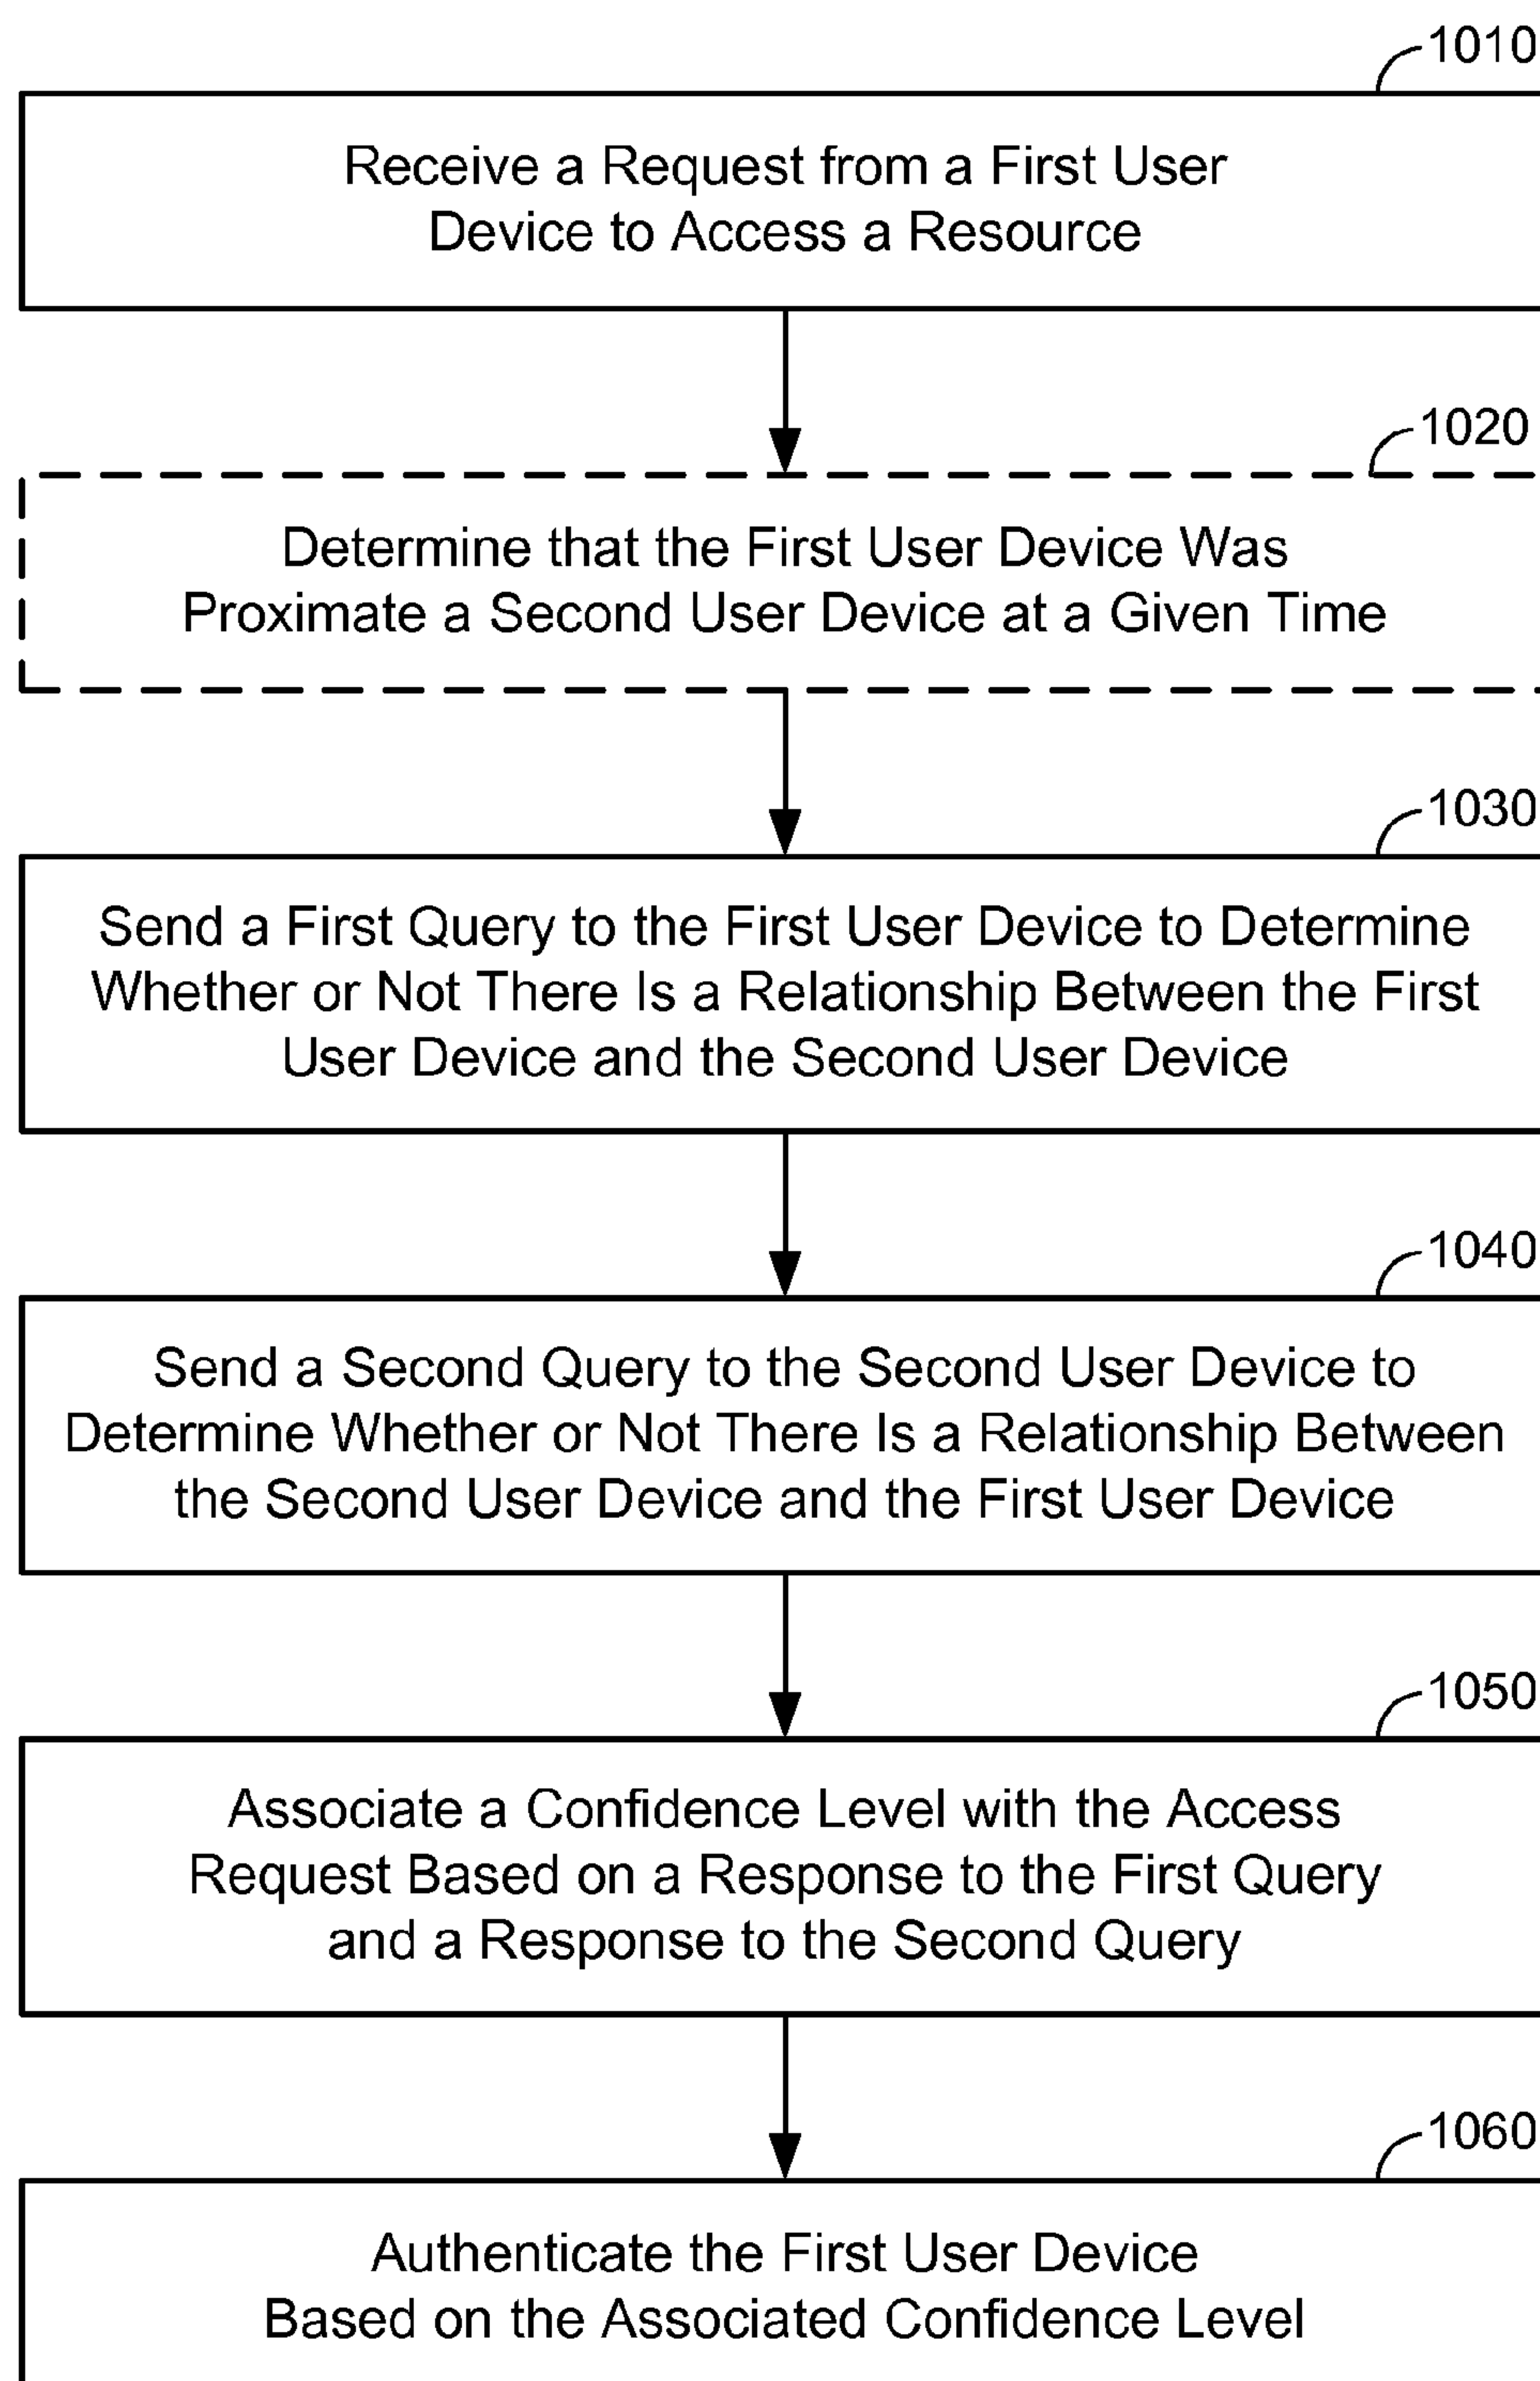 1010
Receive a Request from a First User
Device to Access a Resource
1020
Determine that the First User Device Was
Proximate a Second User Device at a Given Time
1030
Send a First Query to the First User Device to Determine
Whether or Not There Is a Relationship Between the First
User Device and the Second User Device
1040
Send a Second Query to the Second User Device to
Determine Whether or Not There Is a Relationship Between
the Second User Device and the First User Device
1050
Associate a Confidence Level with the Access
Request Based on a Response to the First Query
and a Response to the Second Query
1060
Authenticate the First User Device
Based on the Associated Confidence Level